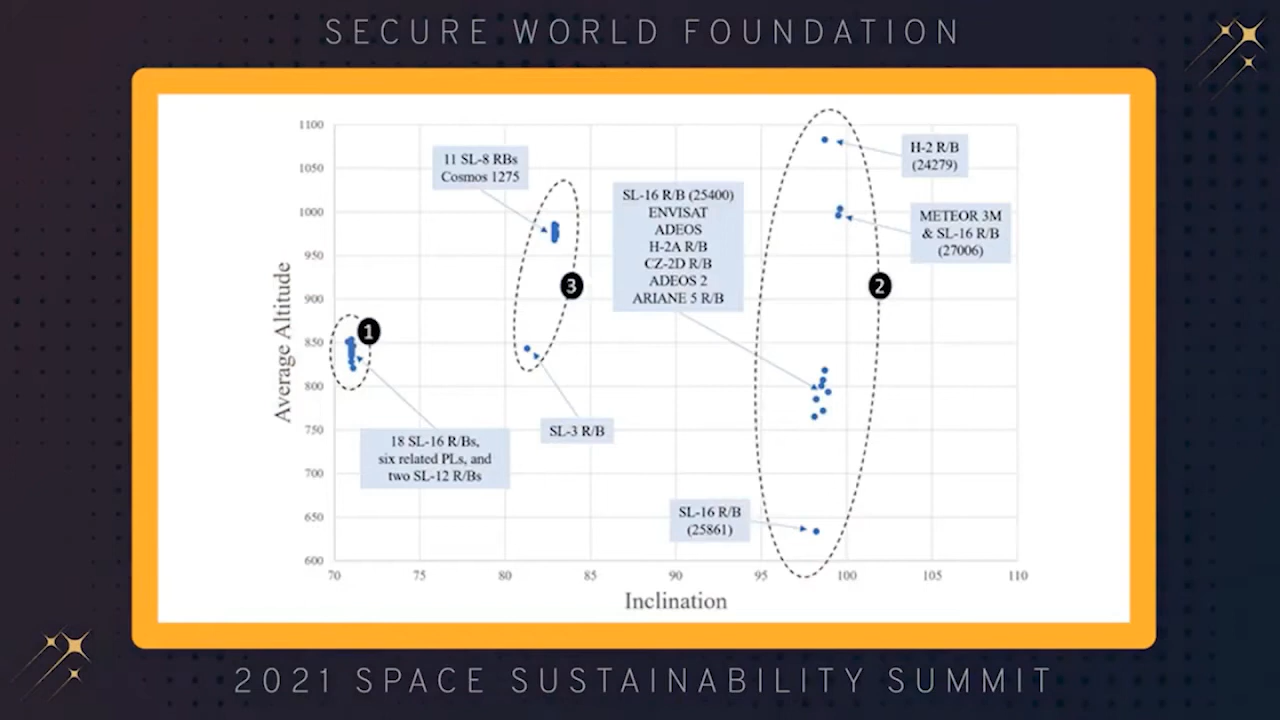 SECURE WORLD FOUNDATION
1100
1050
1000
950
900
850
800
750
700
650
600
Average Altitude
70
75
80
85
90
95
100
105
110
Inclination
11 SL-8 RBs
Cosmos 1275
SL-16 R/B (25400)
ENVISAT
ADEOS
H-2A R/B
CZ-2D R/B
ADEOS 2
ARIANE 5 R/B
H-2 R/B
(24279)
METEOR 3M
& SL-16 R/B
(27006)
1
3
2
18 SL-16 R/Bs,
six related PLs, and
two SL-12 R/Bs
SL-3 R/B
SL-16 R/B
(25861)
2021 SPACE SUSTAINABILITY SUMMIT